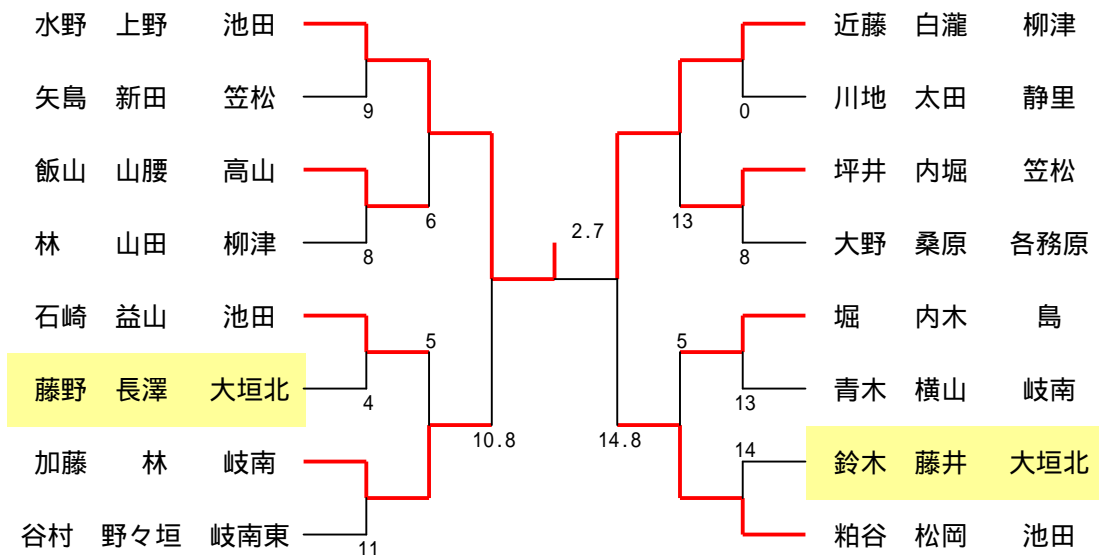 水野 上野 池田
矢島 新田 笠松
9
飯山 山腰 高山
6
林 山田 柳津
8
石崎 益山 池田
5
藤野 長澤 大垣北
4
加藤 林 岐南
10.8
谷村 野々垣 岐南東
11
2.7
近藤 白瀧 柳津
川地 太田 静里
0
坪井 内堀 笠松
13
大野 桑原 各務原
8
堀 内木 島
5
青木 横山 岐南
13
14.8
14
鈴木 藤井 大垣北
粕谷 松岡 池田